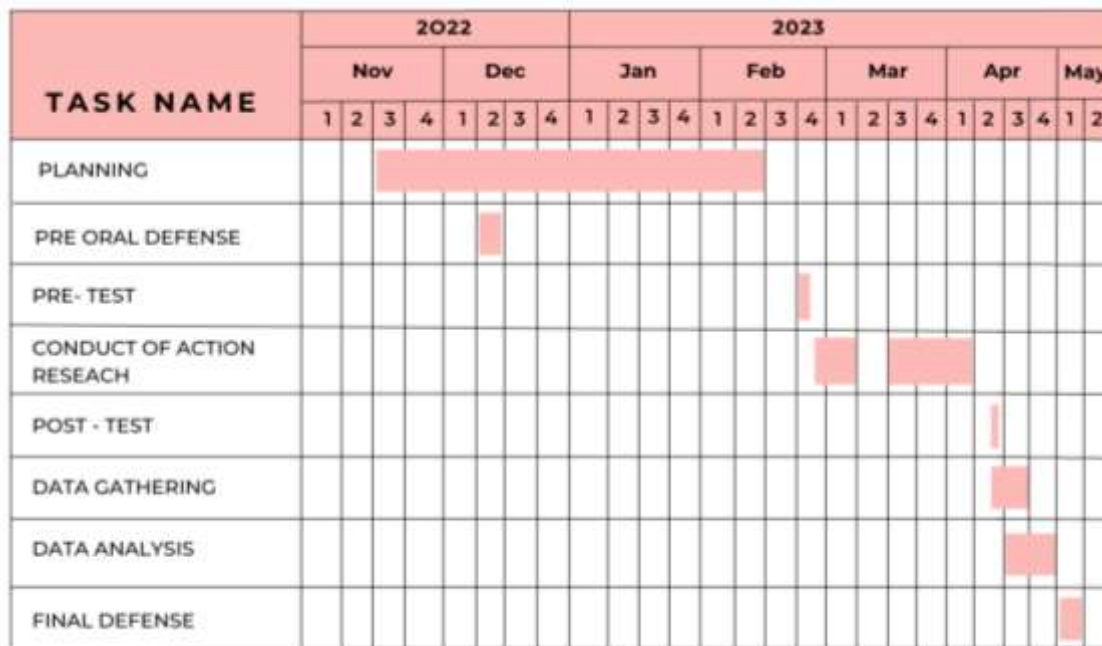 2022 2023
Nov Dec Jan Feb Mar Apr May
TASK NAME
1 2 3 4 1 2 3 4 1 2 3 4 1 2 3 4 1 2 3 4 1 2 3 4 1 2
PLANNING
PRE ORAL DEFENSE
PRE- TEST
CONDUCT OF ACTION
RESEACH
POST - TEST
DATA GATHERING
DATA ANALYSIS
FINAL DEFENSE